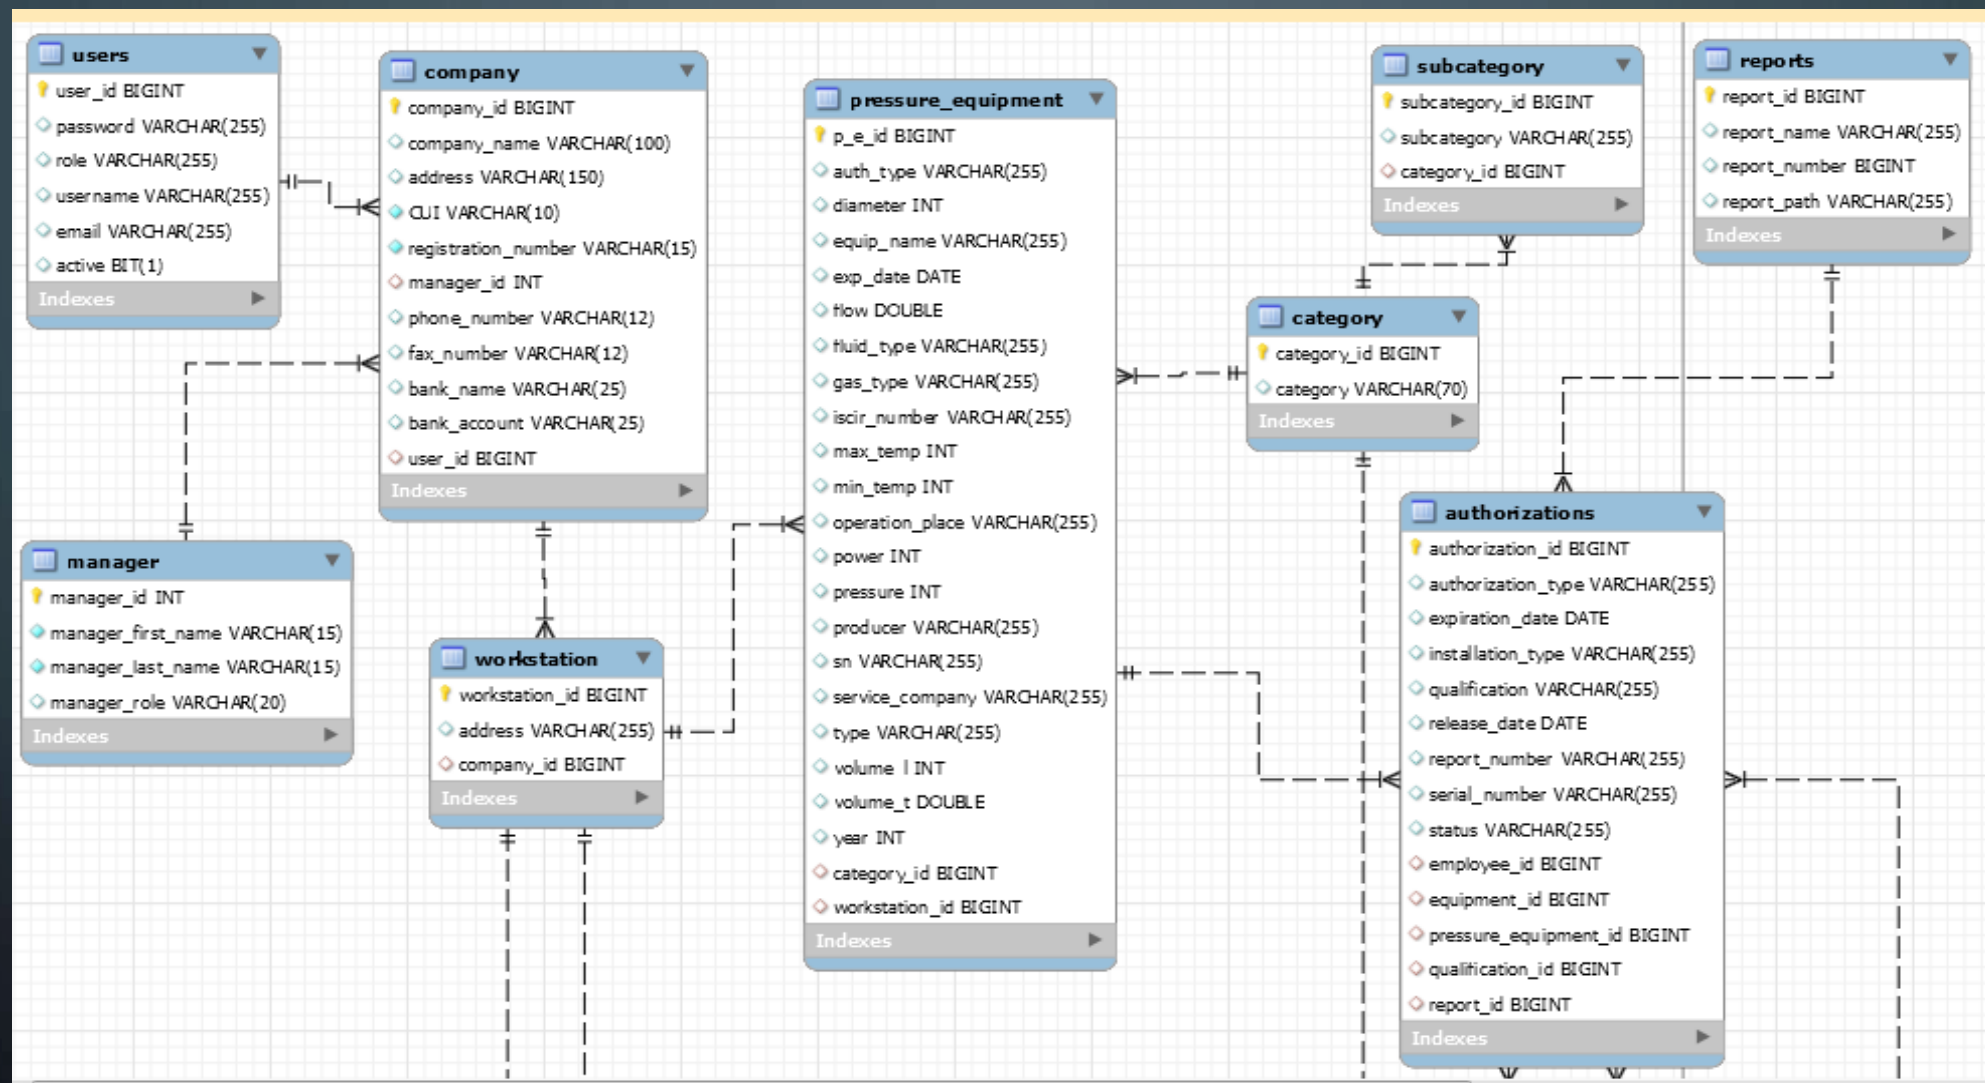 users
user_id BIGINT
password VARCHAR(255)
role VARCHAR(255)
username VARCHAR(255)
email VARCHAR(255)
active BIT(1)
Indexes
company
company_id BIGINT
company_name VARCHAR(100)
address VARCHAR(150)
CUI VARCHAR(10)
registration_number VARCHAR(15)
manager_id INT
phone_number VARCHAR(12)
fax_number VARCHAR(12)
bank_name VARCHAR(25)
bank_account VARCHAR(25)
user_id BIGINT
Indexes
manager
manager_id INT
manager_first_name VARCHAR(15)
manager_last_name VARCHAR(15)
manager_role VARCHAR(20)
Indexes
workstation
workstation_id BIGINT
address VARCHAR(255)
company_id BIGINT
Indexes
pressure_equipment
p_e_id BIGINT
auth_type VARCHAR(255)
diameter INT
equip_name VARCHAR(255)
exp_date DATE
flow DOUBLE
fluid_type VARCHAR(255)
gas_type VARCHAR(255)
iscir_number VARCHAR(255)
max_temp INT
min_temp INT
operation_place VARCHAR(255)
power INT
pressure INT
producer VARCHAR(255)
sn VARCHAR(255)
service_company VARCHAR(255)
type VARCHAR(255)
volume_l INT
volume_t DOUBLE
year INT
category_id BIGINT
workstation_id BIGINT
Indexes
subcategory
subcategory_id BIGINT
subcategory VARCHAR(255)
category_id BIGINT
Indexes
category
category_id BIGINT
category VARCHAR(70)
Indexes
reports
report_id BIGINT
report_name VARCHAR(255)
report_number BIGINT
report_path VARCHAR(255)
Indexes
authorizations
authorization_id BIGINT
authorization_type VARCHAR(255)
expiration_date DATE
installation_type VARCHAR(255)
qualification VARCHAR(255)
release_date DATE
report_number VARCHAR(255)
serial_number VARCHAR(255)
status VARCHAR(255)
employee_id BIGINT
equipment_id BIGINT
pressure_equipment_id BIGINT
qualification_id BIGINT
report_id BIGINT
Indexes